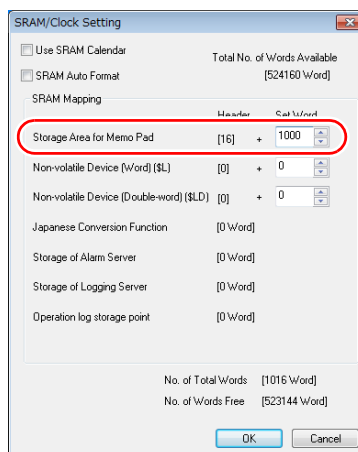 SRAM/Clock Setting
Use SRAM Calendar
Total No. of Words Available
SRAM Auto Format
[524160 Word]
SRAM Mapping
Header Set Word
Storage Area for Memo Pad [16] + 1000
Non-volatile Device (Word) ($L) [0] + 0
Non-volatile Device (Double-word) ($LD) [0] + 0
Japanese Conversion Function [0 Word]
Storage of Alarm Server [0 Word]
Storage of Logging Server [0 Word]
Operation log storage point [0 Word]
No. of Total Words [1016 Word]
No. of Words Free [523144 Word]
OK Cancel